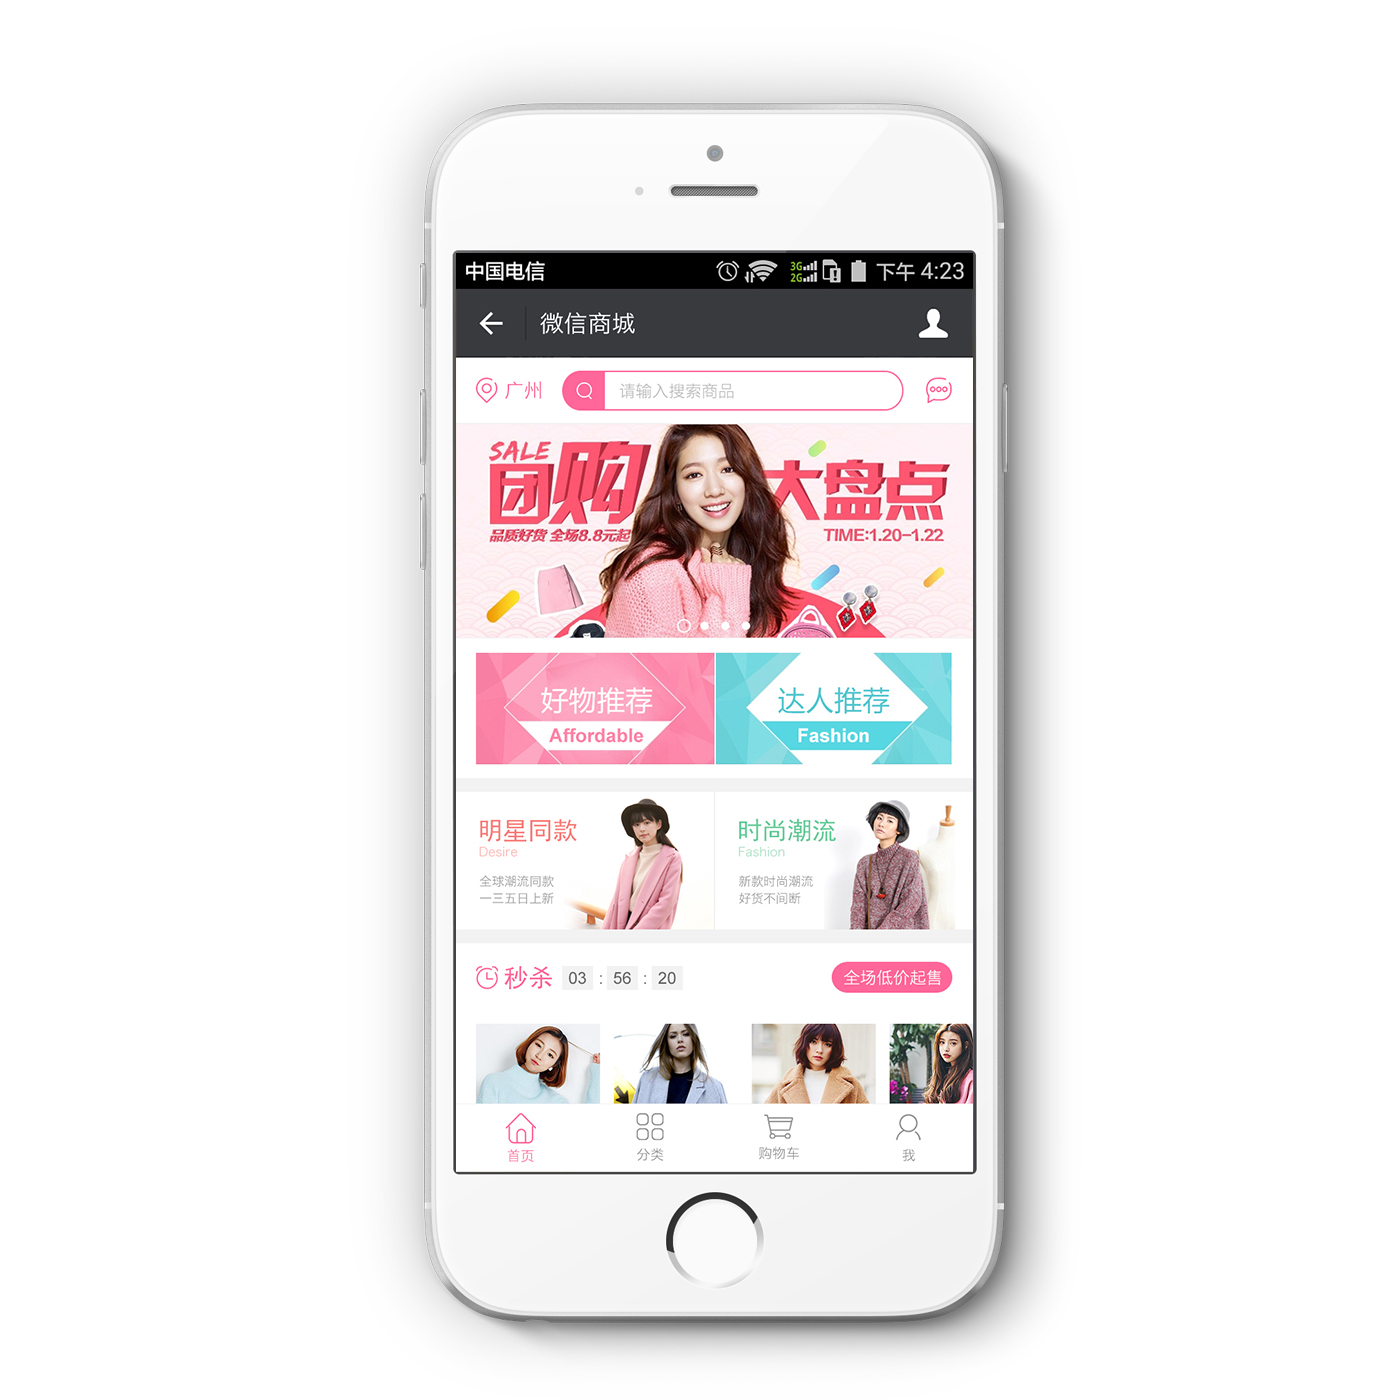 中国电信
3G
2G
下午 4:23
微信商城
广州
请输入搜索商品
SALE
团购 大盘点
品质好货 全场8.8元起
TIME:1.20-1.22
好物推荐
Affordable
达人推荐
Fashion
明星同款
Desire
全球潮流同款
一三五日上新
时尚潮流
Fashion
新款时尚潮流
好货不间断
秒杀 03 : 56 : 20
全场低价起售
首页
分类
购物车
我